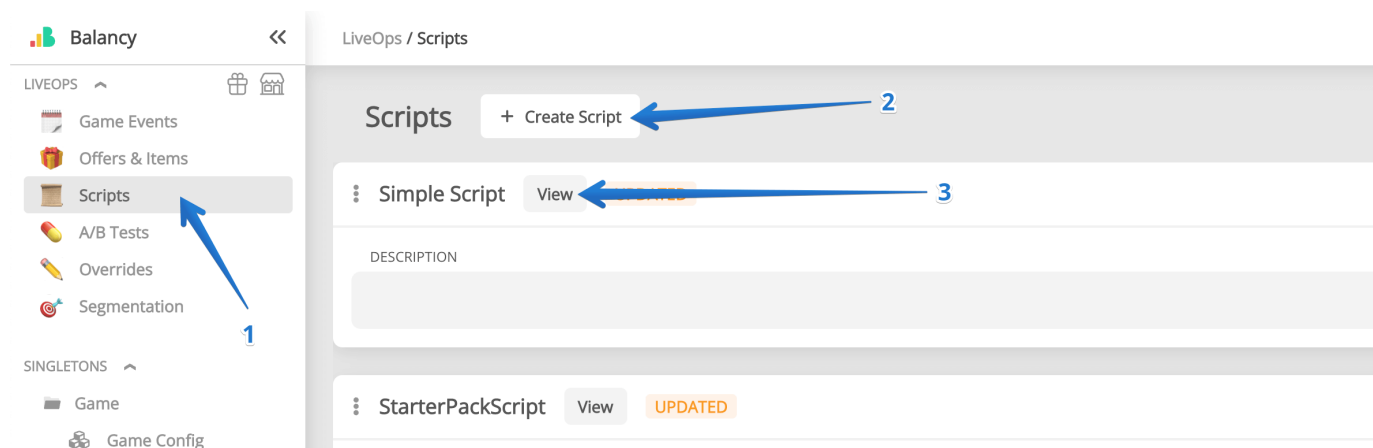 Balancy
LiveOps / Scripts
LIVEOPS
Game Events
Offers & Items
Scripts
A/B Tests
Overrides
Segmentation
1
SINGLETONS
Game
Game Config
Scripts
+ Create Script
2
Simple Script View UPDATED
3
DESCRIPTION
StarterPackScript View UPDATED